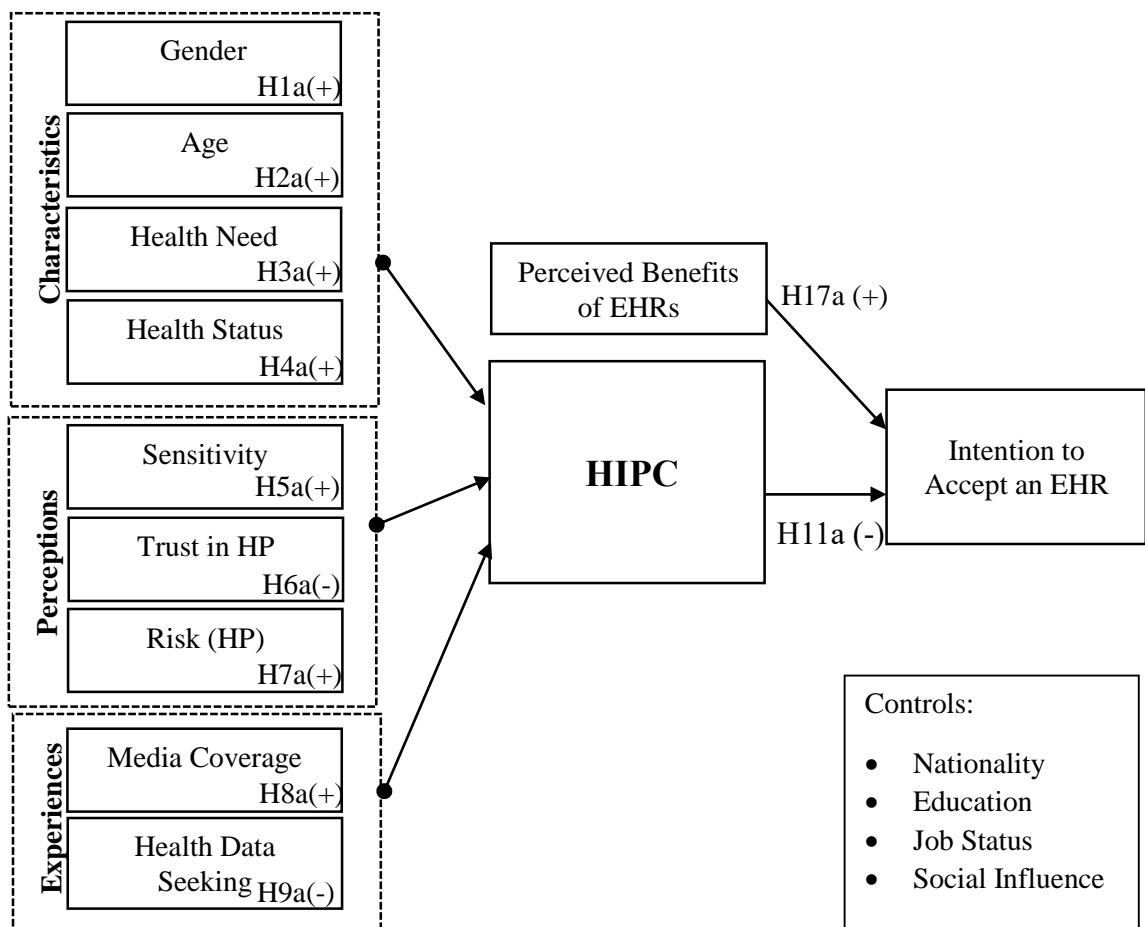 Characteristics
Gender
H1a(+)
Age
H2a(+)
Health Need
H3a(+)
Health Status
H4a(+)
Perceptions
Sensitivity
H5a(+)
Trust in HP
H6a(-)
Risk (HP)
H7a(+)
Experiences
Media Coverage
H8a(+)
Health Data
Seeking
H9a(-)
Perceived Benefits
of EHRs
H17a (+)
HIPC
H11a (-)
Intention to
Accept an EHR
Controls:
• Nationality
• Education
• Job Status
• Social Influence